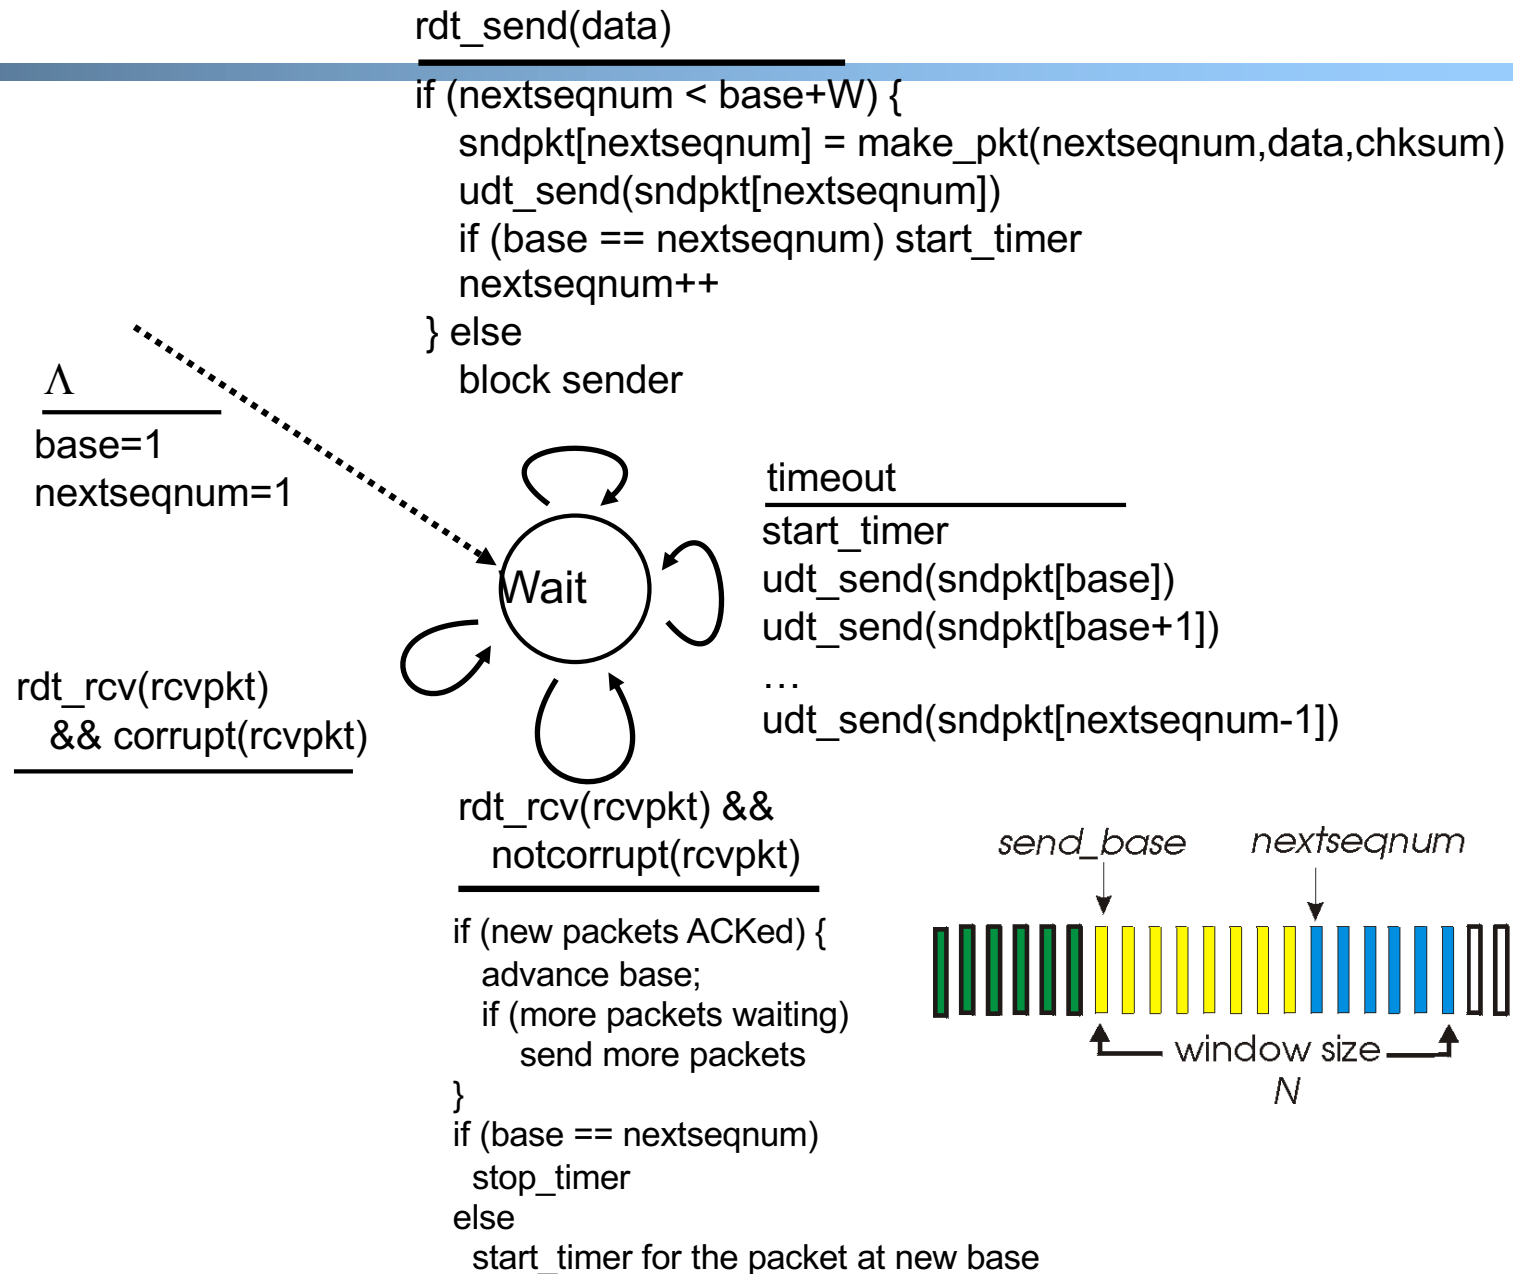 rdt_send(data)
if (nextseqnum < base+W) {
sndpkt[nextseqnum] = make_pkt(nextseqnum,data,chksum)
udt_send(sndpkt[nextseqnum])
if (base == nextseqnum) start_timer
nextseqnum++
} else
block sender
Λ
base=1
nextseqnum=1
Wait
timeout
start_timer
udt_send(sndpkt[base])
udt_send(sndpkt[base+1])
…
udt_send(sndpkt[nextseqnum-1])
rdt_rcv(rcvpkt)
&& corrupt(rcvpkt)
rdt_rcv(rcvpkt) &&
notcorrupt(rcvpkt)
if (new packets ACKed) {
advance base;
if (more packets waiting)
send more packets
}
if (base == nextseqnum)
stop_timer
else
start_timer for the packet at new base
send_base nextseqnum
window size
N